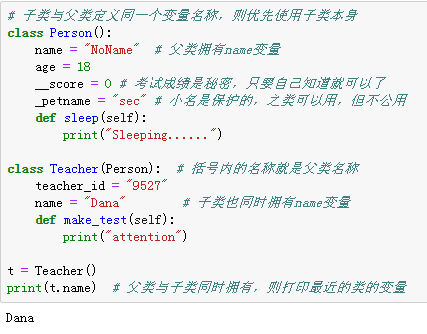 # 子类与父类定义同一个变量名称，则优先使用子类本身
class Person():
    name = "NoName"  # 父类拥有name变量
    age = 18
    __score = 0 # 考试成绩是秘密，只要自己知道就可以了
    _petname = "sec" # 小名是保护的，之类可以用，但不公用
    def sleep(self):
        print("Sleeping......")

class Teacher(Person):  # 括号内的名称就是父类名称
    teacher_id = "9527"
    name = "Dana"      # 子类也同时拥有name变量
    def make_test(self):
        print("attention")

t = Teacher()
print(t.name)  # 父类与子类同时拥有，则打印最近的类的变量
Dana